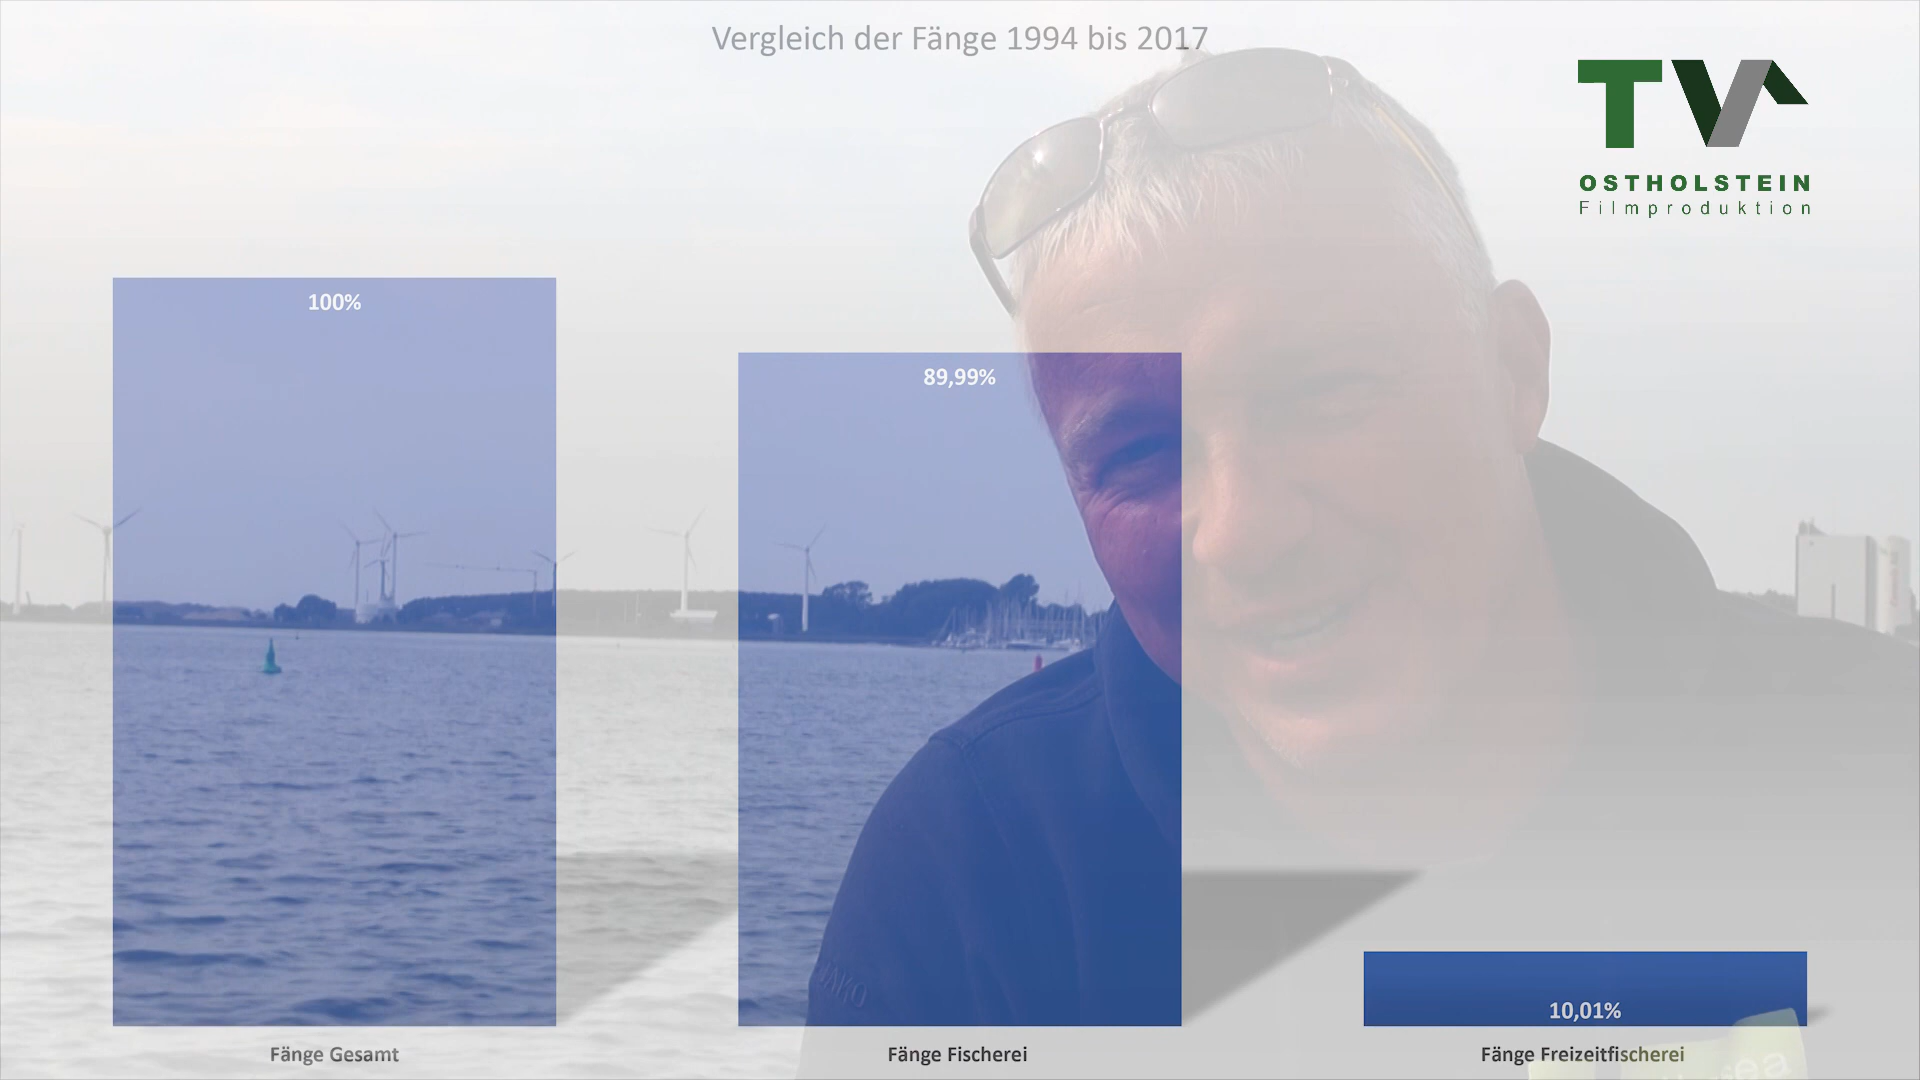 Vergleich der Fänge 1994 bis 2017
TV
OSTHOLSTEIN
Filmproduktion
100%
89,99%
10,01%
Fänge Gesamt
Fänge Fischerei
Fänge Freizeitfischerei
JAKO